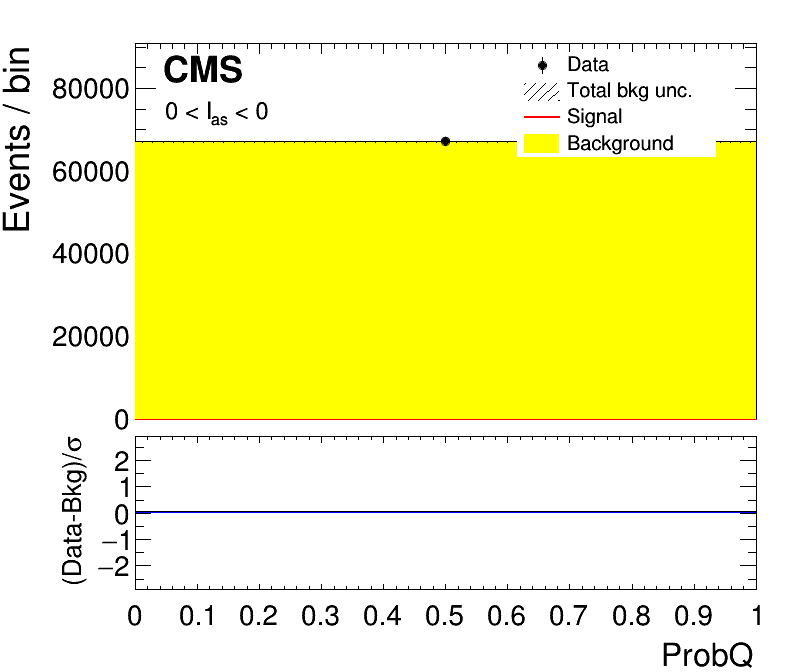 CMS
0 < I_as < 0
Data
Total bkg unc.
Signal
Background
Events / bin
80000
60000
40000
20000
0
(Data-Bkg)/σ
2
1
0
−1
−2
0 0.1 0.2 0.3 0.4 0.5 0.6 0.7 0.8 0.9 1
ProbQ